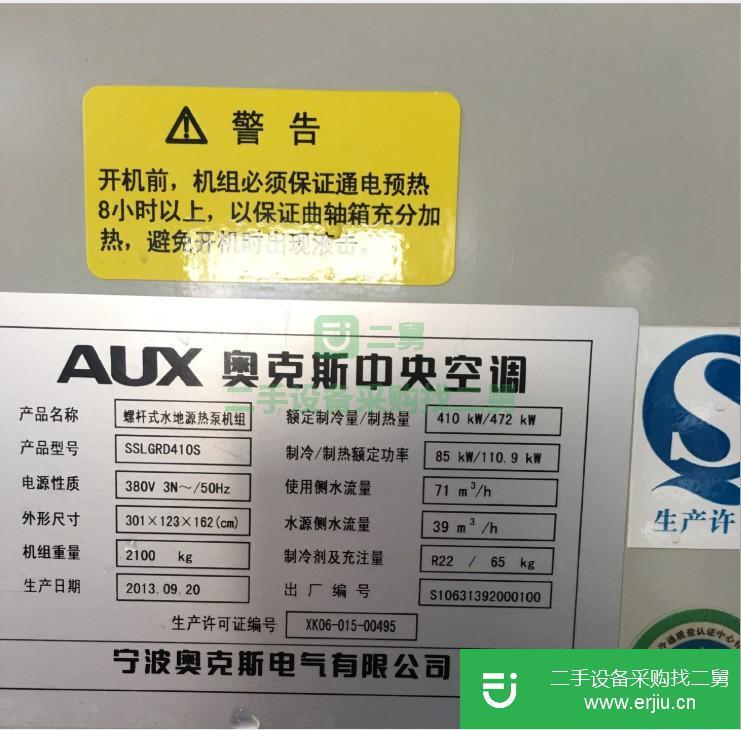 警告
开机前，机组必须保证通电预热
8小时以上，以保证曲轴箱充分加
热，避免开机时出现液击。
二舅
AUX 奥克斯中央空调
二手设备采购找二舅
产品名称 螺杆式水地源热泵机组 额定制冷量/制热量 410 kW/472 kW
产品型号 SSLGRD410S 制冷/制热额定功率 85 kW/110.9 kW
电源性质 380V 3N～/50Hz 使用侧水流量 71 m³/h
外形尺寸 301×123×162(cm) 水源侧水流量 39 m³/h
机组重量 2100 kg 制冷剂及充注量 R22 / 65 kg
生产日期 2013.09.20 出厂编号 S10631392000100
生产许可证编号 XK06-015-00495
宁波奥克斯电气有限公司
S
生产许
二手设备采购找二舅
www.erjiu.cn